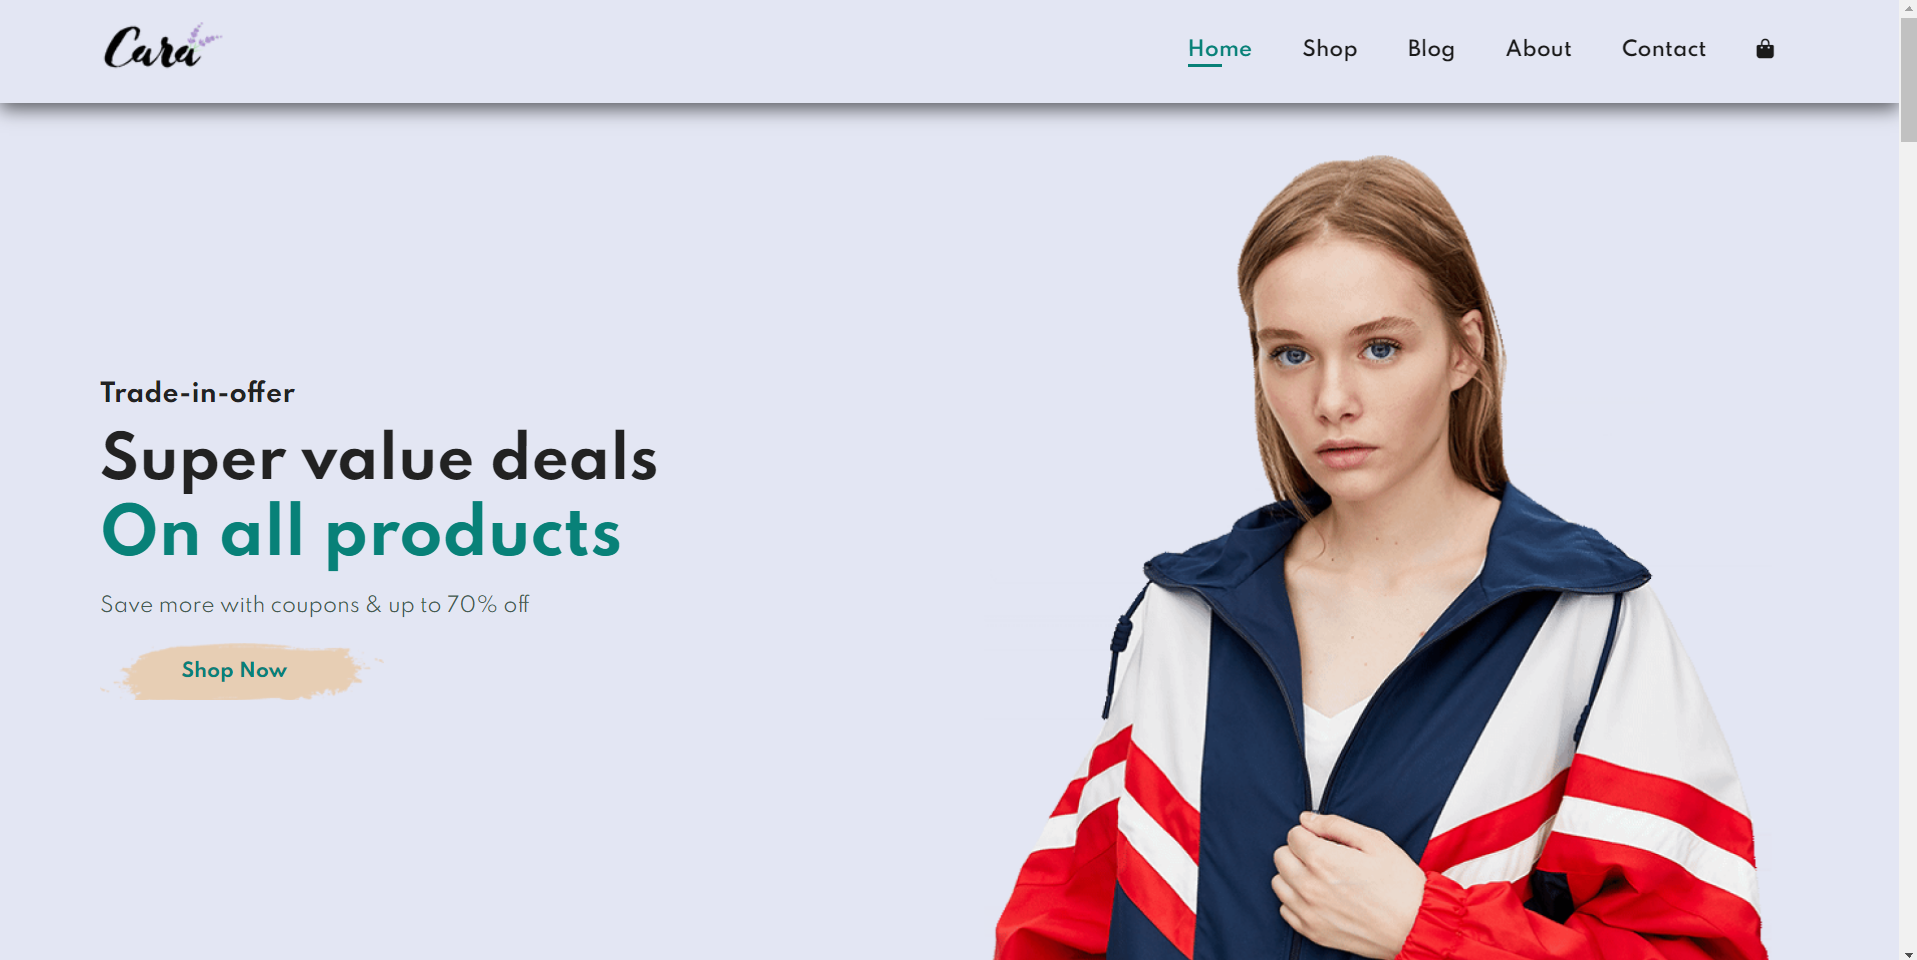 Cara
Home Shop Blog About Contact
Trade-in-offer
Super value deals
On all products
Save more with coupons & up to 70% off
Shop Now